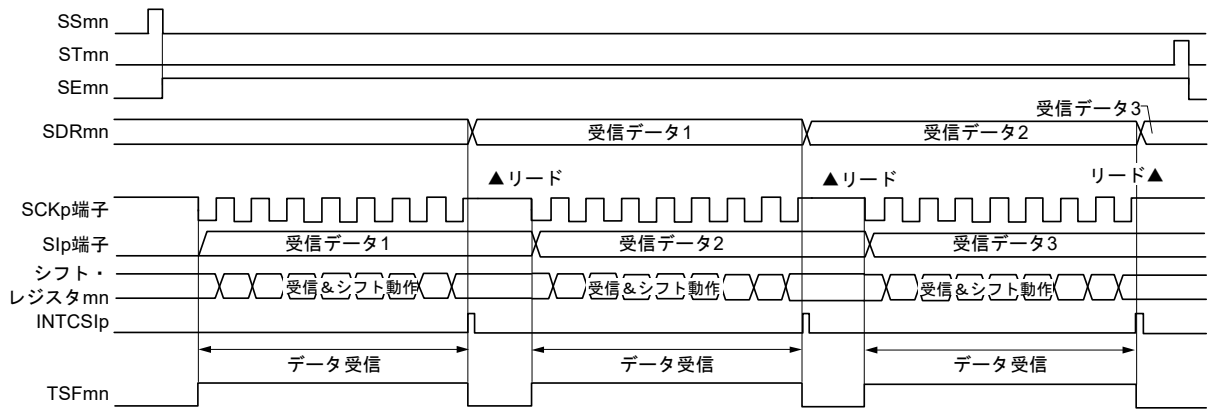 SSmn
STmn
SEmn
受信データ3
SDRmn 受信データ1 受信データ2
▲リード ▲リード リード▲
SCKp端子
SIp端子 受信データ1 受信データ2 受信データ3
シフト・
レジスタmn 受信&シフト動作 受信&シフト動作 受信&シフト動作
INTCSIp
データ受信 データ受信 データ受信
TSFmn